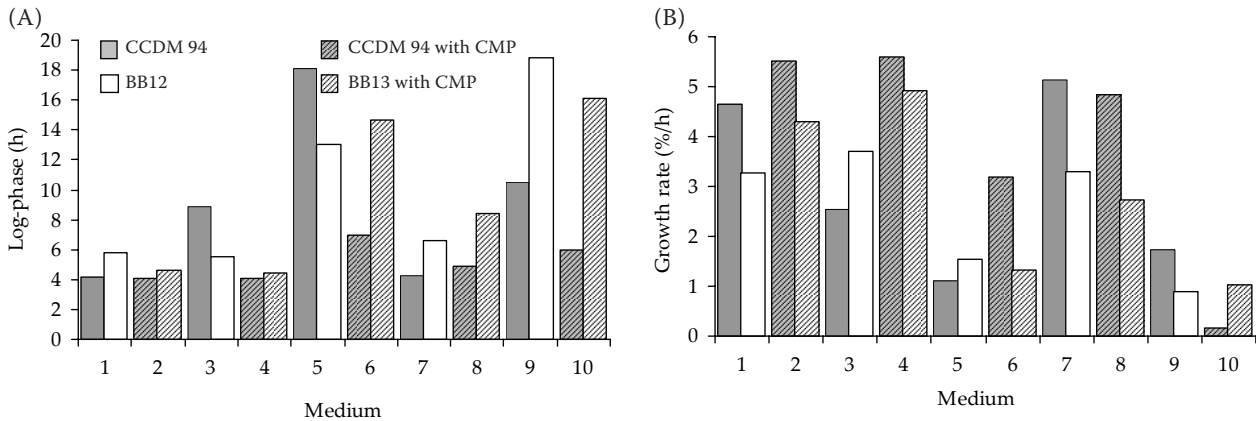 (A)
20
18
16
14
12
10
8
6
4
2
0
Log-phase (h)
CCDM 94
CCDM 94 with CMP
BB12
BB13 with CMP
1 2 3 4 5 6 7 8 9 10
Medium
(B)
6
5
4
3
2
1
0
Growth rate (%/h)
1 2 3 4 5 6 7 8 9 10
Medium